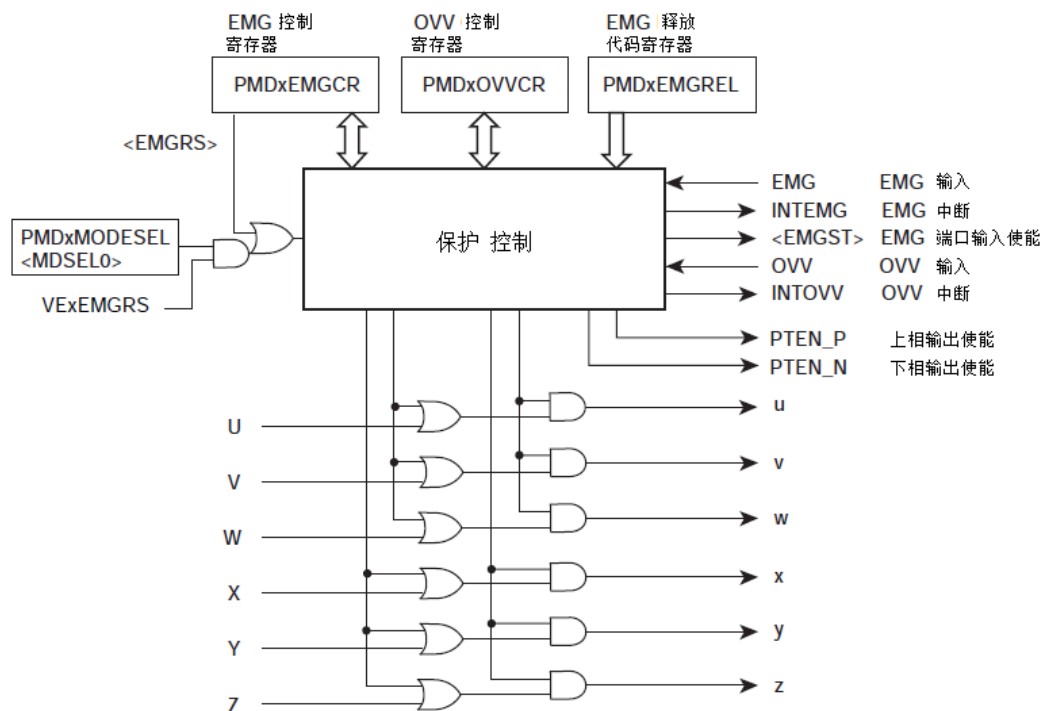 EMG 控制
寄存器
OVV 控制
寄存器
EMG 释放
代码寄存器
PMDxEMGCR
PMDxOVVCR
PMDxEMGREL
<EMGRS>
PMDxMODESEL
<MDSEL0>
VExEMGRS
保护 控制
EMG EMG 输入
INTEMG EMG 中断
<EMGST> EMG 端口输入使能
OVV OVV 输入
INTOVV OVV 中断
PTEN_P 上相输出使能
PTEN_N 下相输出使能
U u
V v
W w
X x
Y y
Z z